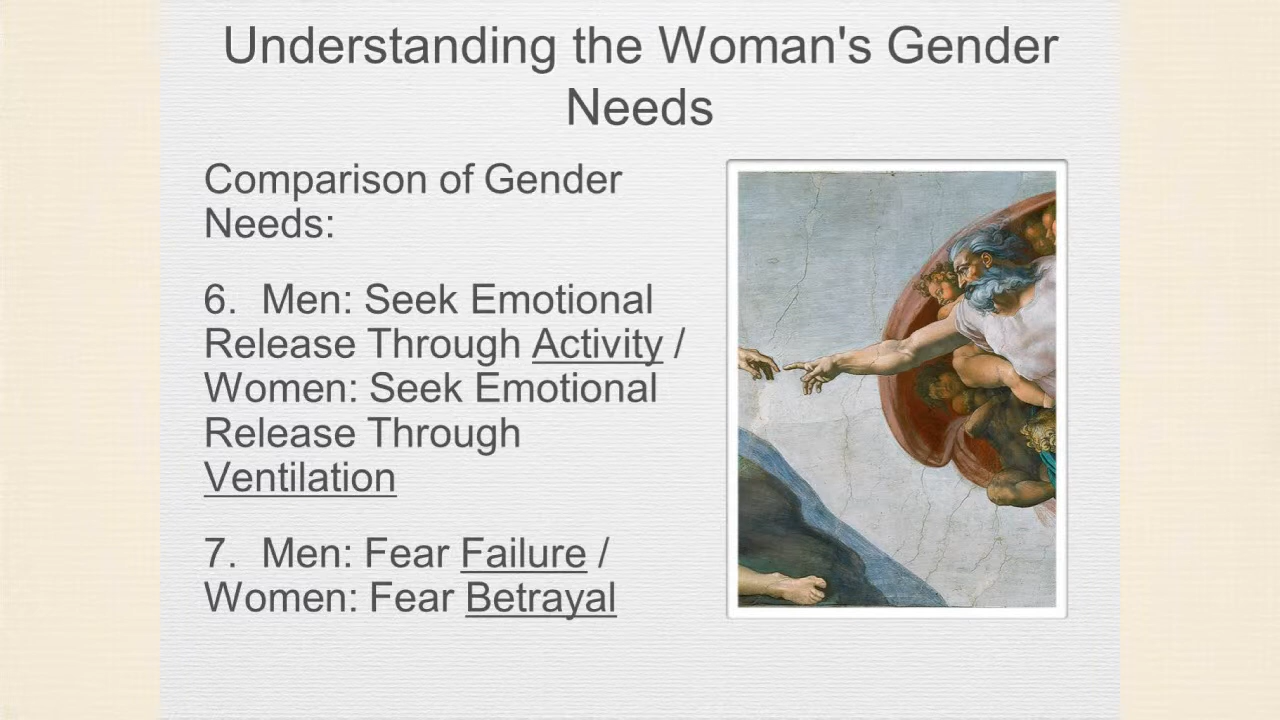 Understanding the Woman's Gender
Needs
Comparison of Gender
Needs:
6. Men: Seek Emotional
Release Through Activity /
Women: Seek Emotional
Release Through
Ventilation
7. Men: Fear Failure /
Women: Fear Betrayal